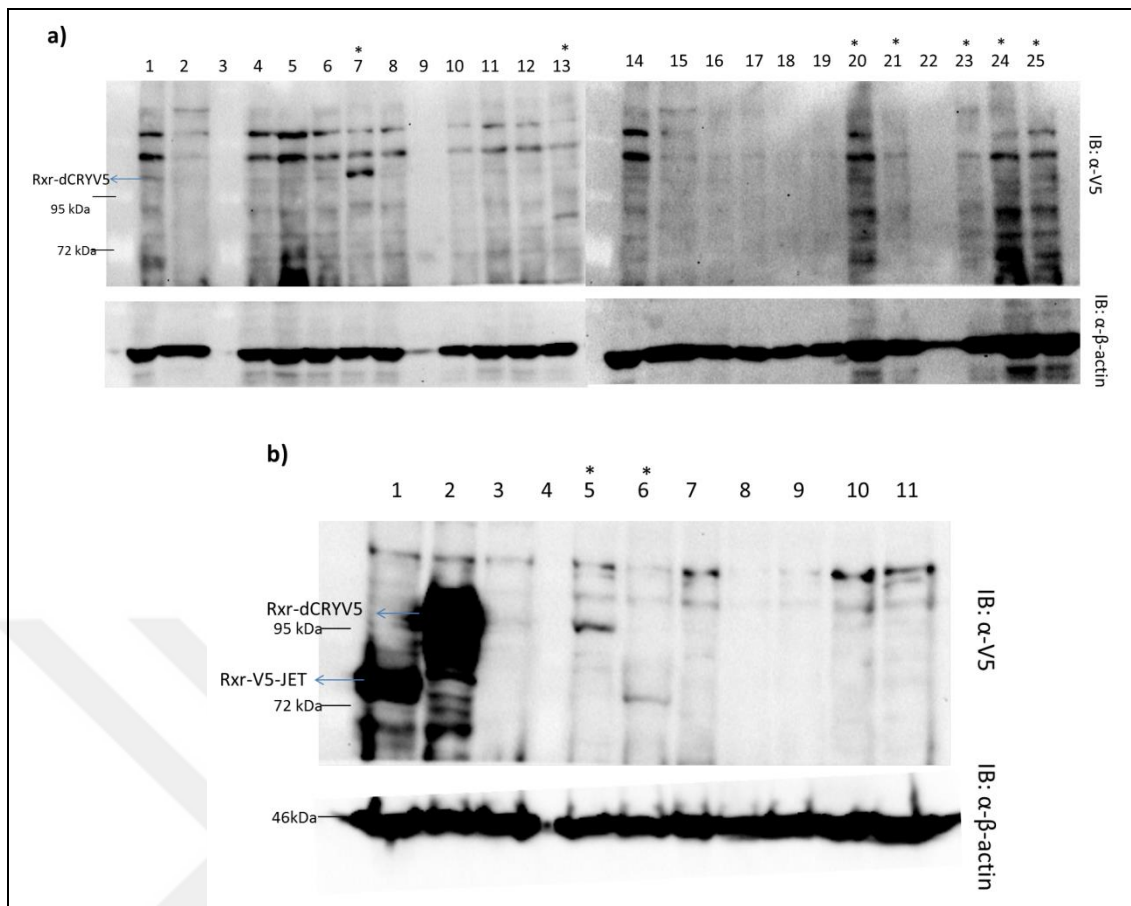 a)
* *
1 2 3 4 5 6 7 8 9 10 11 12 13
* * * * *
14 15 16 17 18 19 20 21 22 23 24 25
Rxr-dCRYV5
95 kDa
72 kDa
IB: α-V5
IB: α-β-actin
b)
* *
1 2 3 4 5 6 7 8 9 10 11
Rxr-dCRYV5
95 kDa
Rxr-V5-JET
72 kDa
IB: α-V5
46kDa
IB: α-β-actin